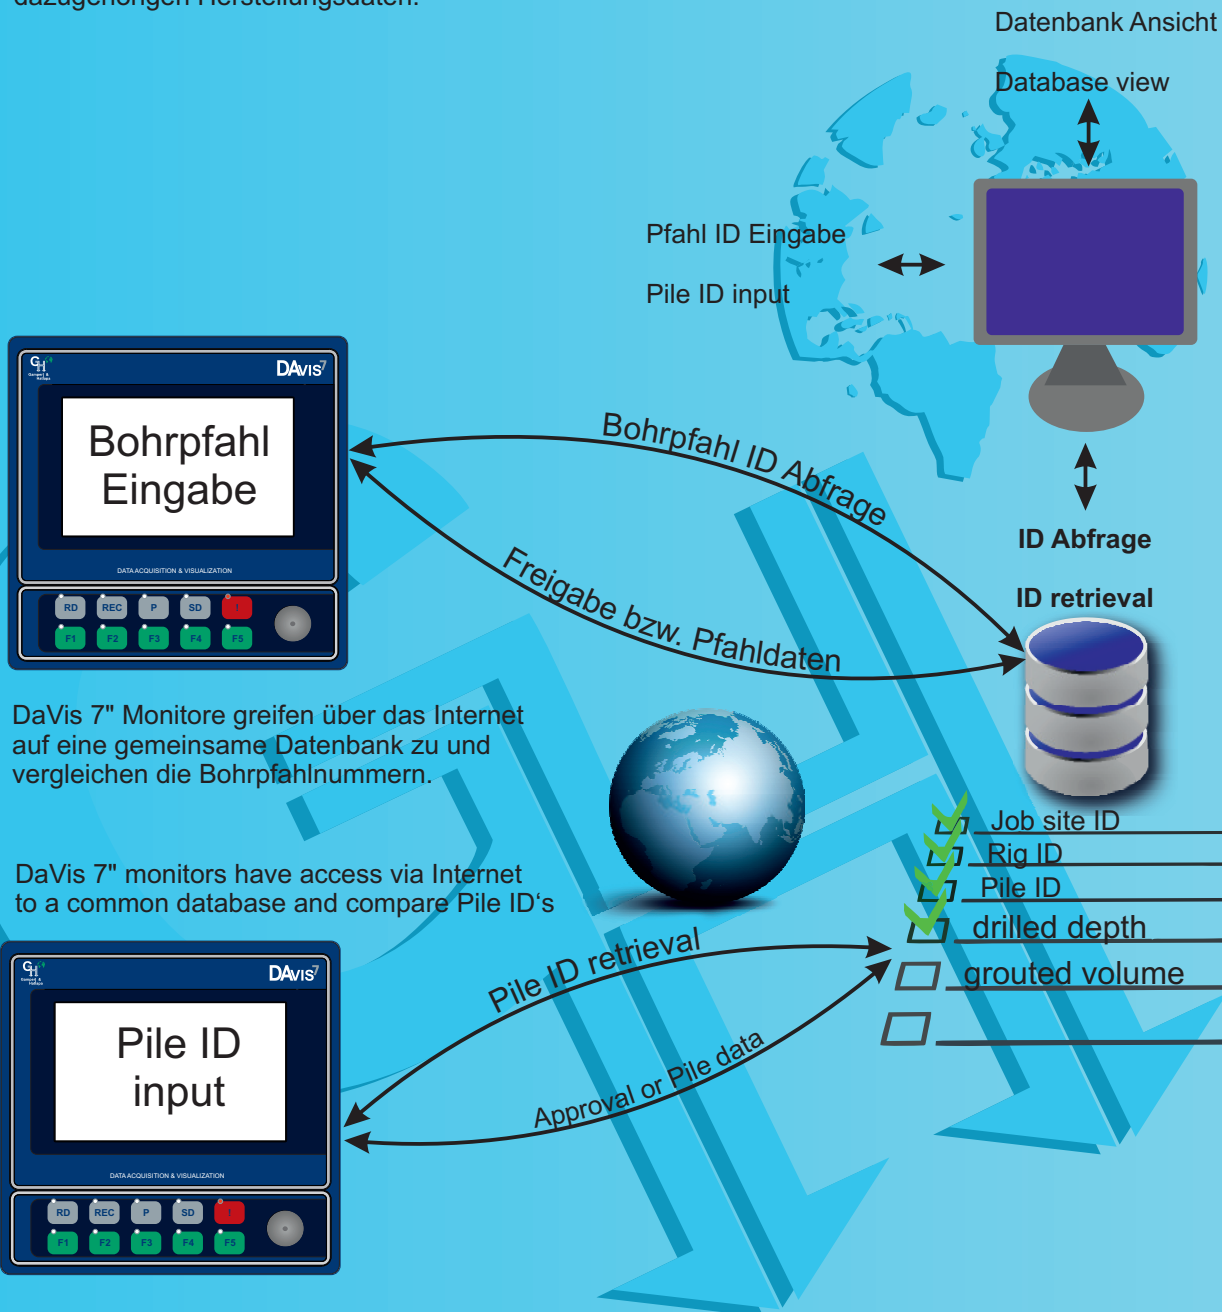 dazugehörigen Herstellungsdaten.
Datenbank Ansicht
Database view
Pfahl ID Eingabe
Pile ID input
GH
DAVIS7
Bohrpfahl
Eingabe
DATA ACQUISITION & VISUALIZATION
RD REC P SD !
F1 F2 F3 F4 F5
Bohrpfahl ID Abfrage
Freigabe bzw. Pfahldaten
ID Abfrage
ID retrieval
DaVis 7" Monitore greifen über das Internet
auf eine gemeinsame Datenbank zu und
vergleichen die Bohrpfahlnummern.
DaVis 7" monitors have access via Internet
to a common database and compare Pile ID‘s
Job site ID
Rig ID
Pile ID
drilled depth
grouted volume
GH
DAVIS7
Pile ID
input
DATA ACQUISITION & VISUALIZATION
RD REC P SD !
F1 F2 F3 F4 F5
Pile ID retrieval
Approval or Pile data